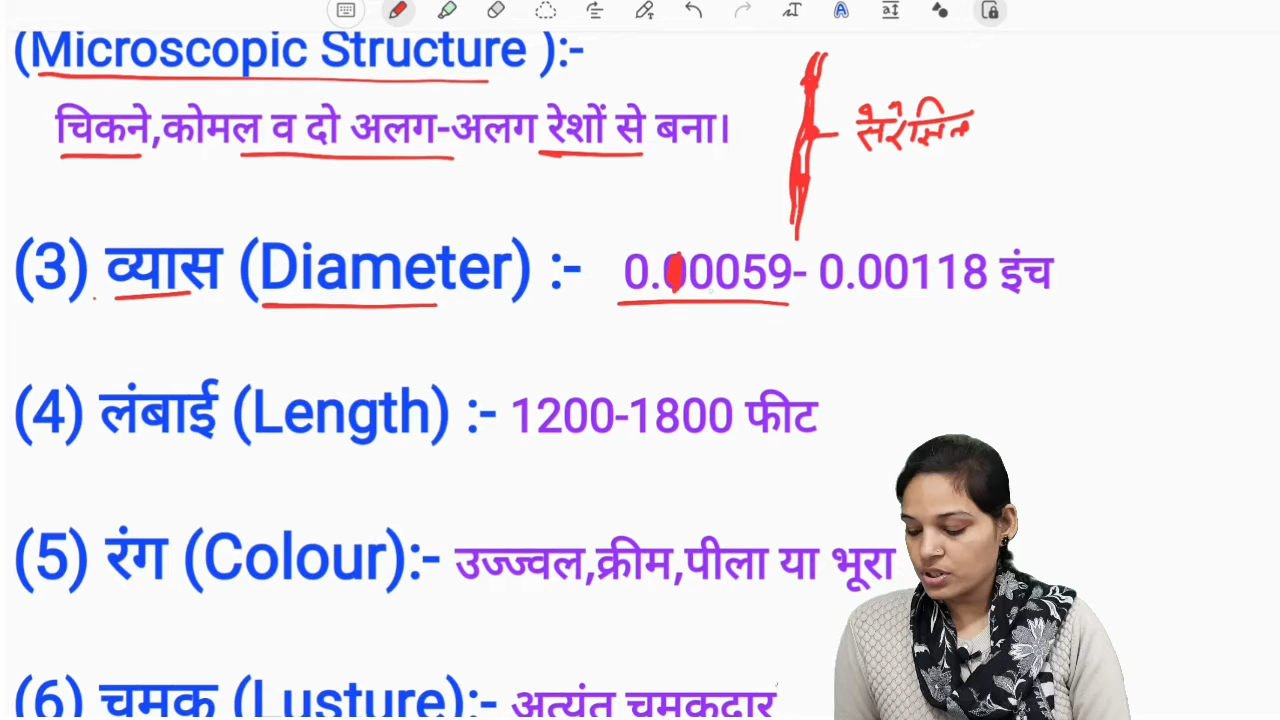 (Microscopic Structure ):-
चिकने,कोमल व दो अलग-अलग रेशों से बना।
(3) व्यास (Diameter) :- 0.00059- 0.00118 इंच
(4) लंबाई (Length) :- 1200-1800 फीट
(5) रंग (Colour):- उज्ज्वल,क्रीम,पीला या भूरा
(6) चमक (Lusture):- अत्यंत चमकदार